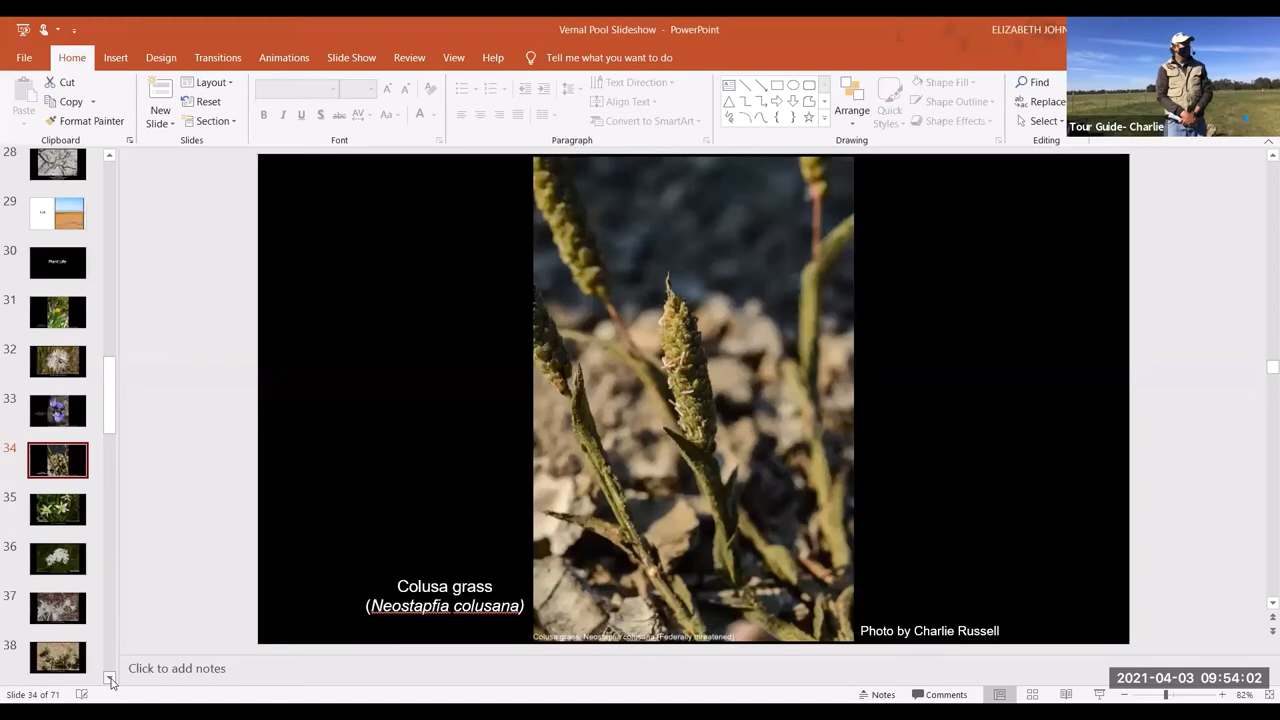 Vernal Pool Slideshow - PowerPoint
ELIZABETH JOHN
File
Home
Insert
Design
Transitions
Animations
Slide Show
Review
View
Help
Tell me what you want to do
Paste
Cut
Copy
Format Painter
Clipboard
New
Slide
Layout
Reset
Section
Slides
Font
Text Direction
Align Text
Convert to SmartArt
Paragraph
Arrange
Quick
Styles
Shape Fill
Shape Outline
Shape Effects
Drawing
Find
Replace
Select
Editing
Tour Guide- Charlie
28
29
30
Plant Life
31
32
33
34
35
36
37
38
Colusa grass
(Neostapfia colusana)
Colusa grass, Neostapfia colusana (Federally threatened)
Photo by Charlie Russell
Click to add notes
2021-04-03 09:54:02
Slide 34 of 71
Notes
Comments
82%